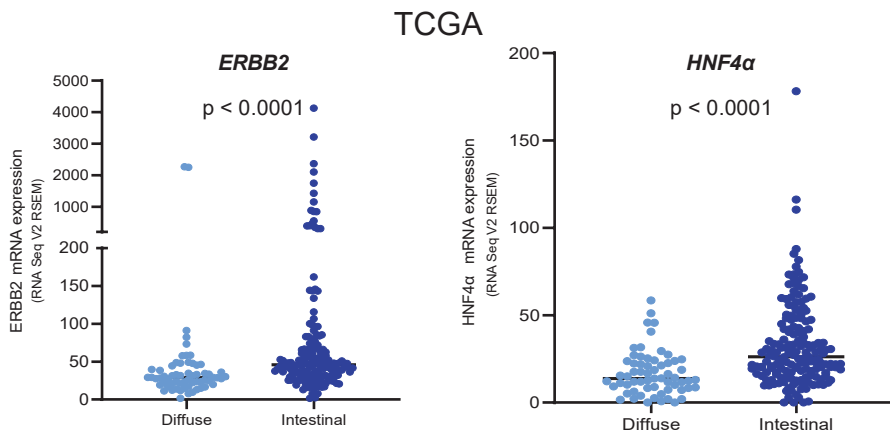 TCGA
ERBB2
p < 0.0001
ERBB2 mRNA expression
(RNA Seq V2 RSEM)
5000
4000
3000
2000
1000
200
150
100
50
0
Diffuse
Intestinal
HNF4α
p < 0.0001
HNF4α mRNA expression
(RNA Seq V2 RSEM)
200
150
100
50
0
Diffuse
Intestinal